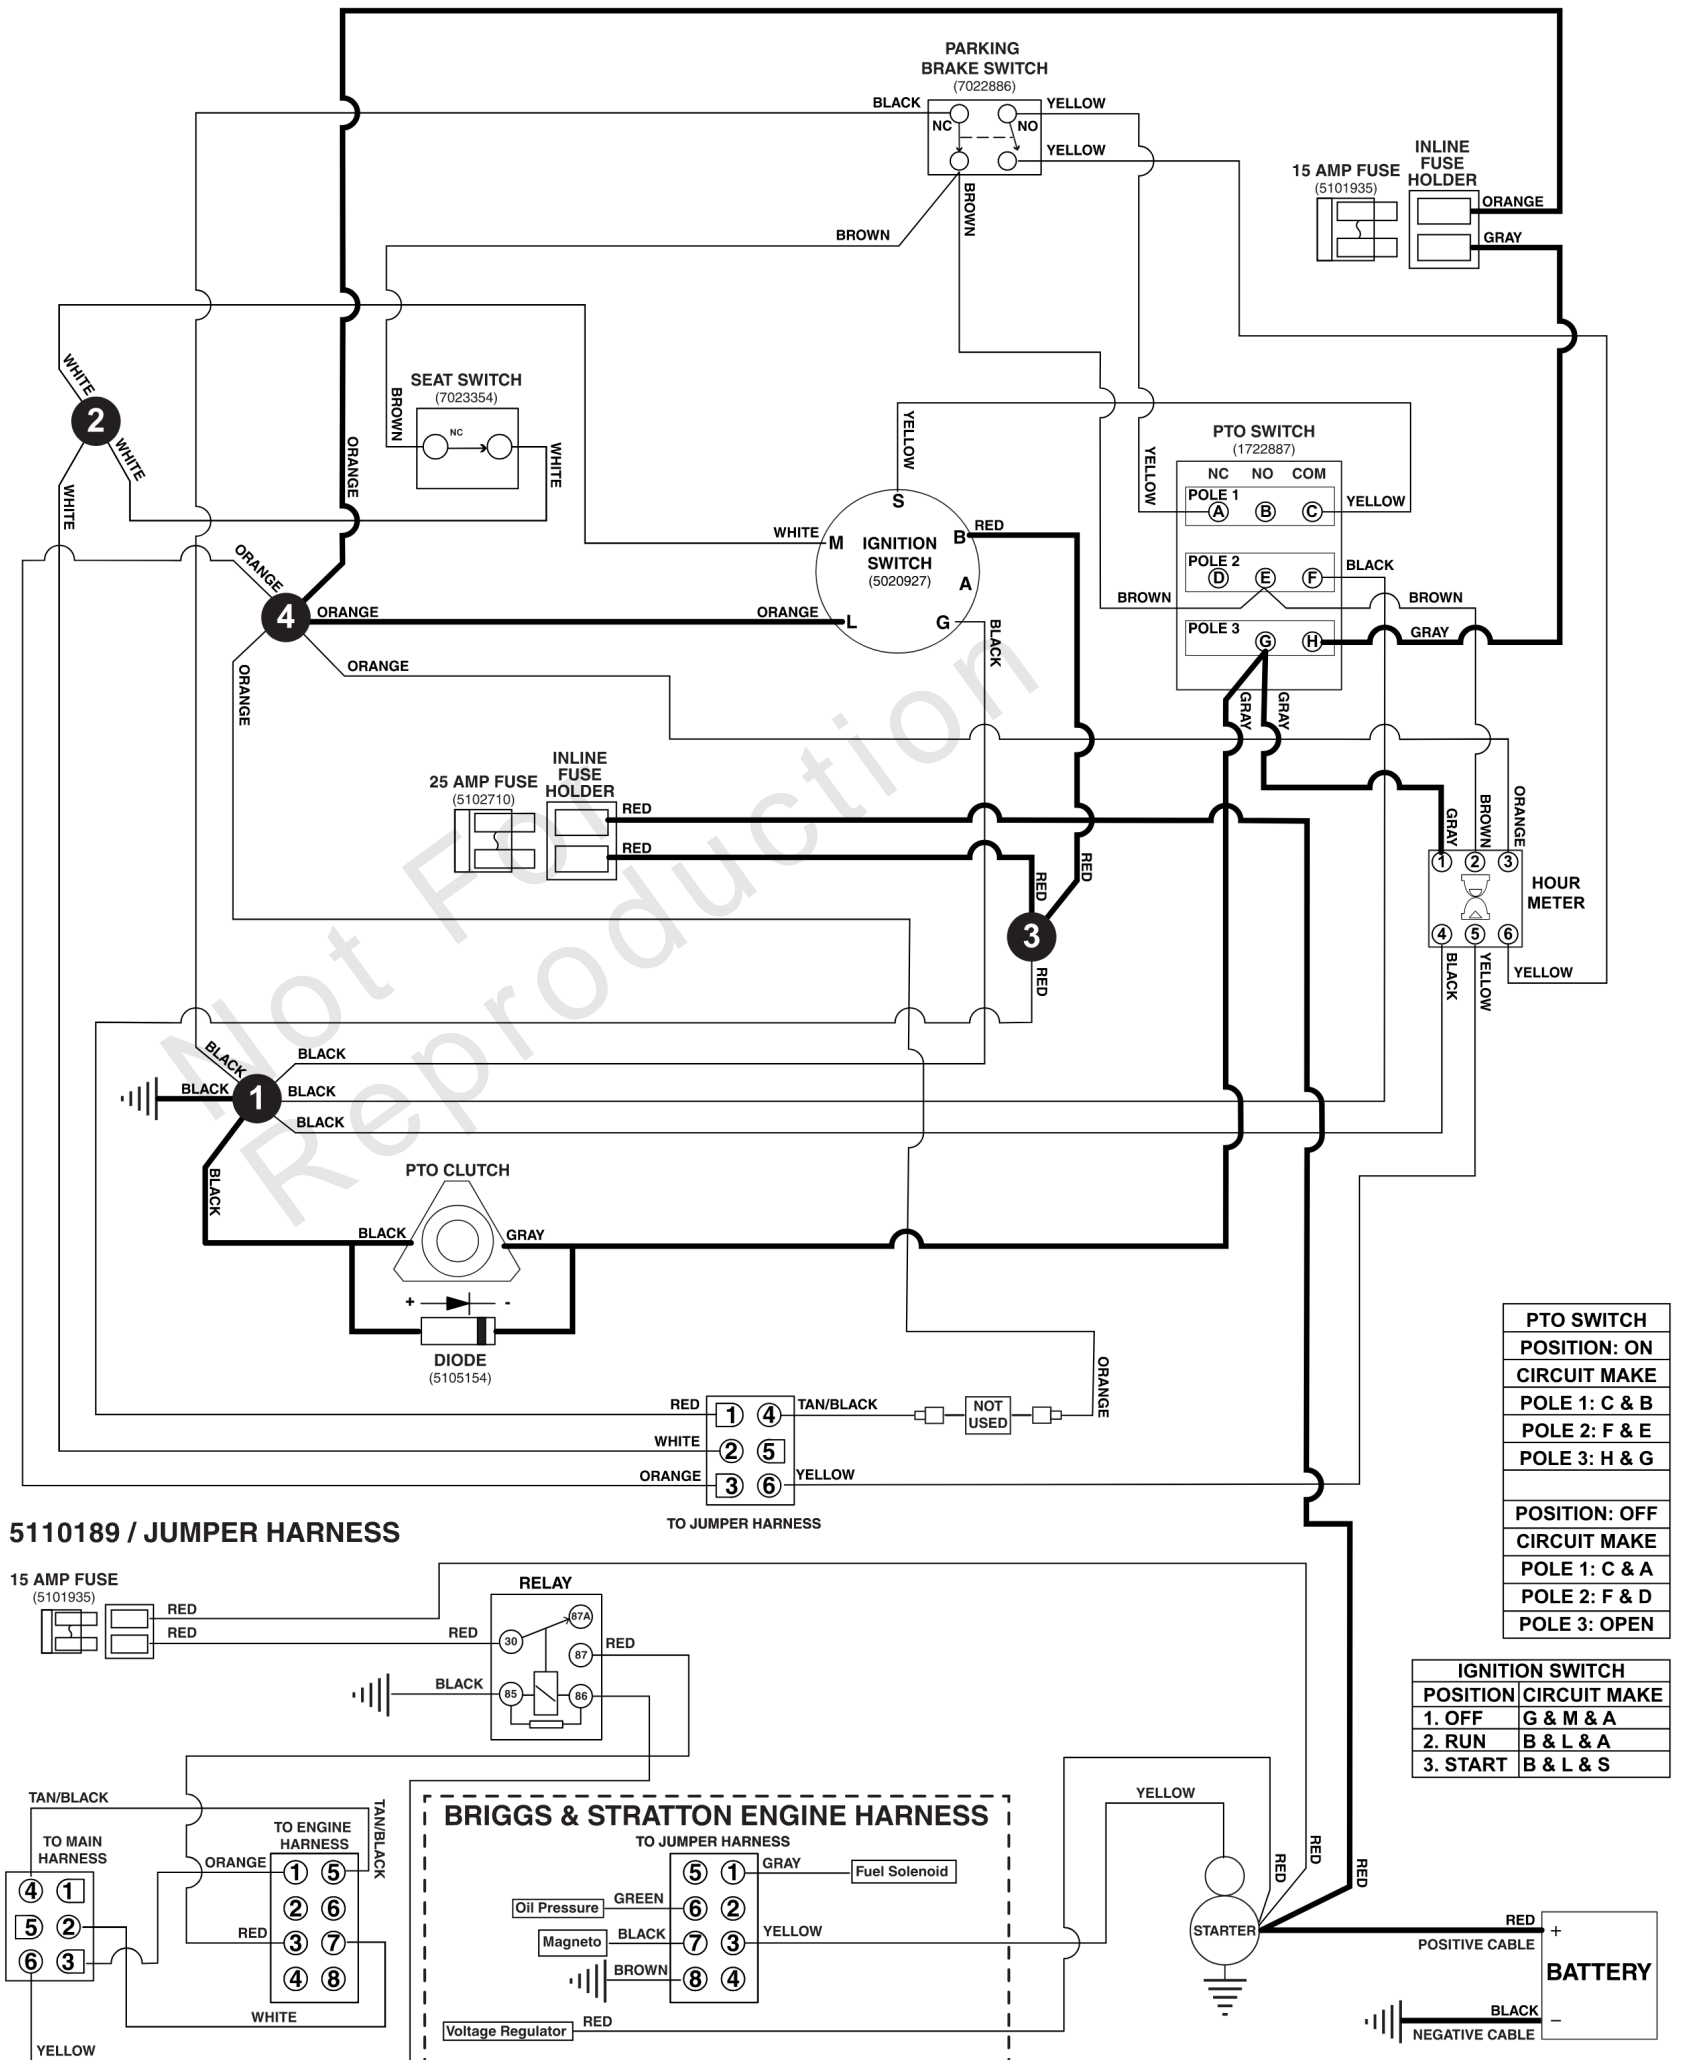 PARKING
BRAKE SWITCH
(7022886)
BLACK
YELLOW
NC
NO
YELLOW
BROWN
BROWN
15 AMP FUSE
(5101935)
INLINE
FUSE
HOLDER
ORANGE
GRAY
WHITE
2
WHITE
WHITE
SEAT SWITCH
(7023354)
NC
BROWN
WHITE
ORANGE
YELLOW
S
WHITE
M
IGNITION
SWITCH
(5020927)
B
RED
A
L
G
BLACK
YELLOW
PTO SWITCH
(1722887)
NC NO COM
POLE 1
A B C
YELLOW
POLE 2
D E F
BLACK
BROWN
BROWN
POLE 3
G H
GRAY
GRAY
GRAY
ORANGE
4
ORANGE
ORANGE
ORANGE
ORANGE
25 AMP FUSE
(5102710)
INLINE
FUSE
HOLDER
RED
RED
RED
RED
3
RED
GRAY
BROWN
ORANGE
1 2 3
HOUR
METER
4 5 6
BLACK
YELLOW
YELLOW
Not For
Reproduction
BLACK
BLACK
BLACK
1
BLACK
BLACK
BLACK
PTO CLUTCH
BLACK
GRAY
+ -
DIODE
(5105154)
RED
1 4
TAN/BLACK
NOT
USED
ORANGE
WHITE
2 5
ORANGE
3 6
YELLOW
TO JUMPER HARNESS
PTO SWITCH
POSITION: ON
CIRCUIT MAKE
POLE 1: C & B
POLE 2: F & E
POLE 3: H & G
POSITION: OFF
CIRCUIT MAKE
POLE 1: C & A
POLE 2: F & D
POLE 3: OPEN
IGNITION SWITCH
POSITION CIRCUIT MAKE
1. OFF G & M & A
2. RUN B & L & A
3. START B & L & S
5110189 / JUMPER HARNESS
15 AMP FUSE
(5101935)
RED
RED
RELAY
RED
87A
30
87
RED
BLACK
85
86
TAN/BLACK
TAN/BLACK
TO MAIN
HARNESS
4 1
5 2
6 3
YELLOW
TO ENGINE
HARNESS
ORANGE
1 5
2 6
RED
3 7
4 8
WHITE
BRIGGS & STRATTON ENGINE HARNESS
TO JUMPER HARNESS
5 1
GRAY
Fuel Solenoid
Oil Pressure
GREEN
6 2
Magneto
BLACK
7 3
YELLOW
BROWN
8 4
Voltage Regulator
RED
YELLOW
RED
RED
RED
STARTER
RED
POSITIVE CABLE
+
BATTERY
BLACK
NEGATIVE CABLE
−